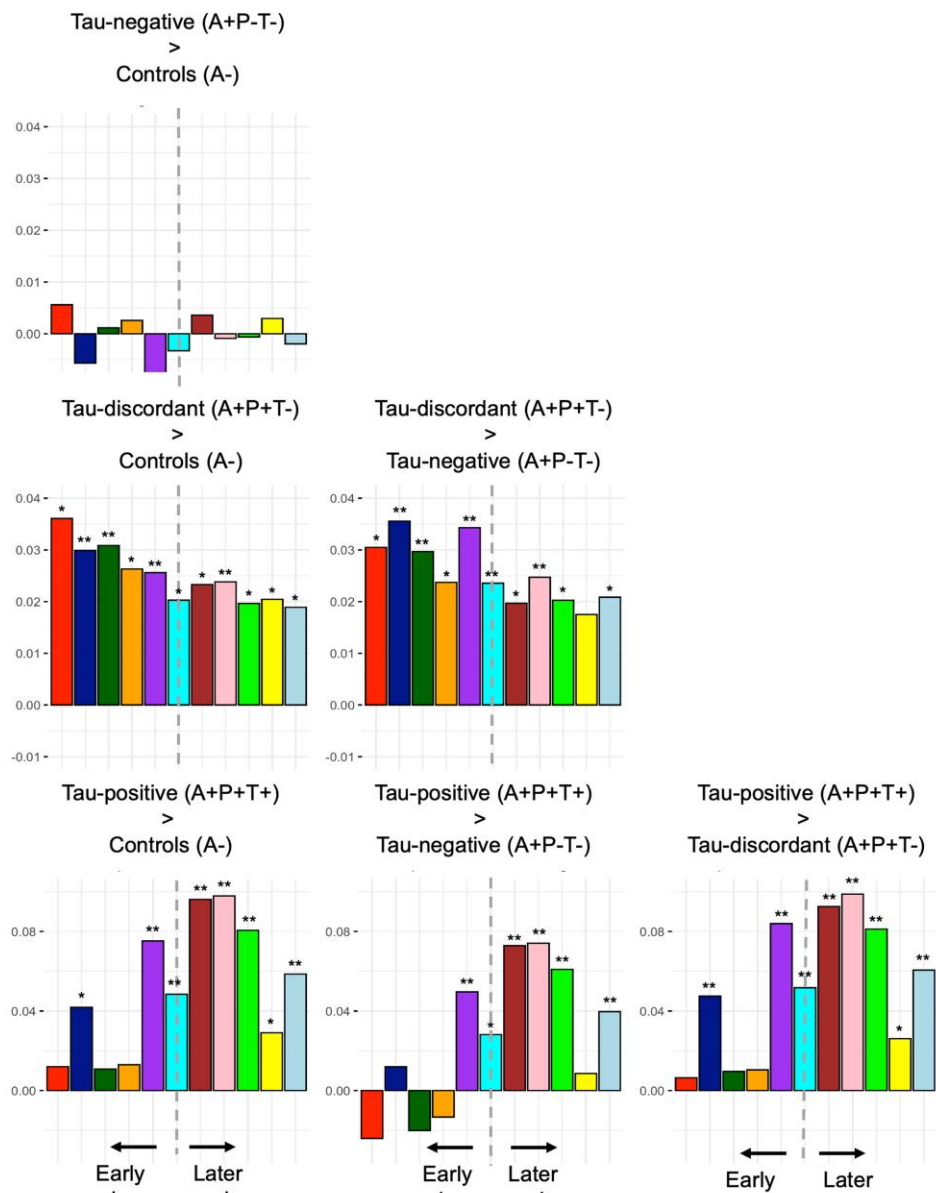 Tau-negative (A+P-T-)
>
Controls (A-)
0.04
0.03
0.02
0.01
0.00
Tau-discordant (A+P+T-)
>
Controls (A-)
Tau-discordant (A+P+T-)
>
Tau-negative (A+P-T-)
0.04
0.03
0.02
0.01
0.00
-0.01
* ** ** * ** * * ** * * *
0.04
0.03
0.02
0.01
0.00
-0.01
* ** ** * ** ** * ** * *
Tau-positive (A+P+T+)
>
Controls (A-)
Tau-positive (A+P+T+)
>
Tau-negative (A+P-T-)
Tau-positive (A+P+T+)
>
Tau-discordant (A+P+T-)
0.08
0.04
0.00
* ** ** ** ** ** * **
Early Later
0.08
0.04
0.00
** * ** ** ** **
Early Later
0.08
0.04
0.00
** ** ** ** ** ** * **
Early Later